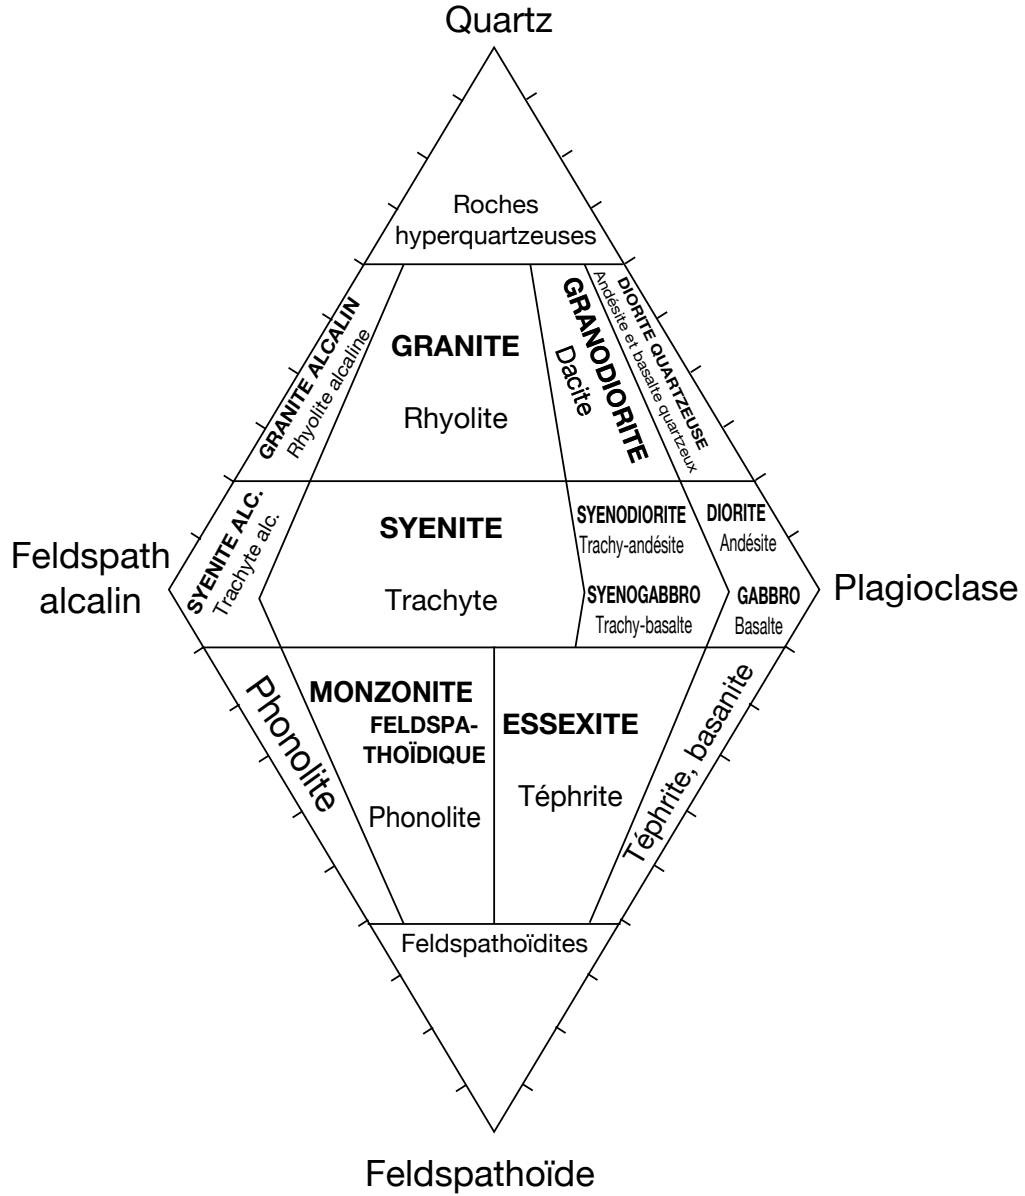 Quartz
Roches
hyperquartzeuses
GRANITE ALCALIN
Rhyolite alcaline
GRANITE
Rhyolite
GRANODIORITE
Dacite
DIORITE QUARTZEUSE
Andésite et basalte quartzeux
SYENITE ALC.
Trachyte alc.
SYENITE
Trachyte
SYENODIORITE
Trachy-andésite
SYENOGABBRO
Trachy-basalte
DIORITE
Andésite
GABBRO
Basalte
Feldspath
alcalin
Plagioclase
Phonolite
MONZONITE
FELDSPA-
THOÏDIQUE
Phonolite
ESSEXITE
Téphrite
Téphrite, basanite
Feldspathoïdites
Feldspathoïde